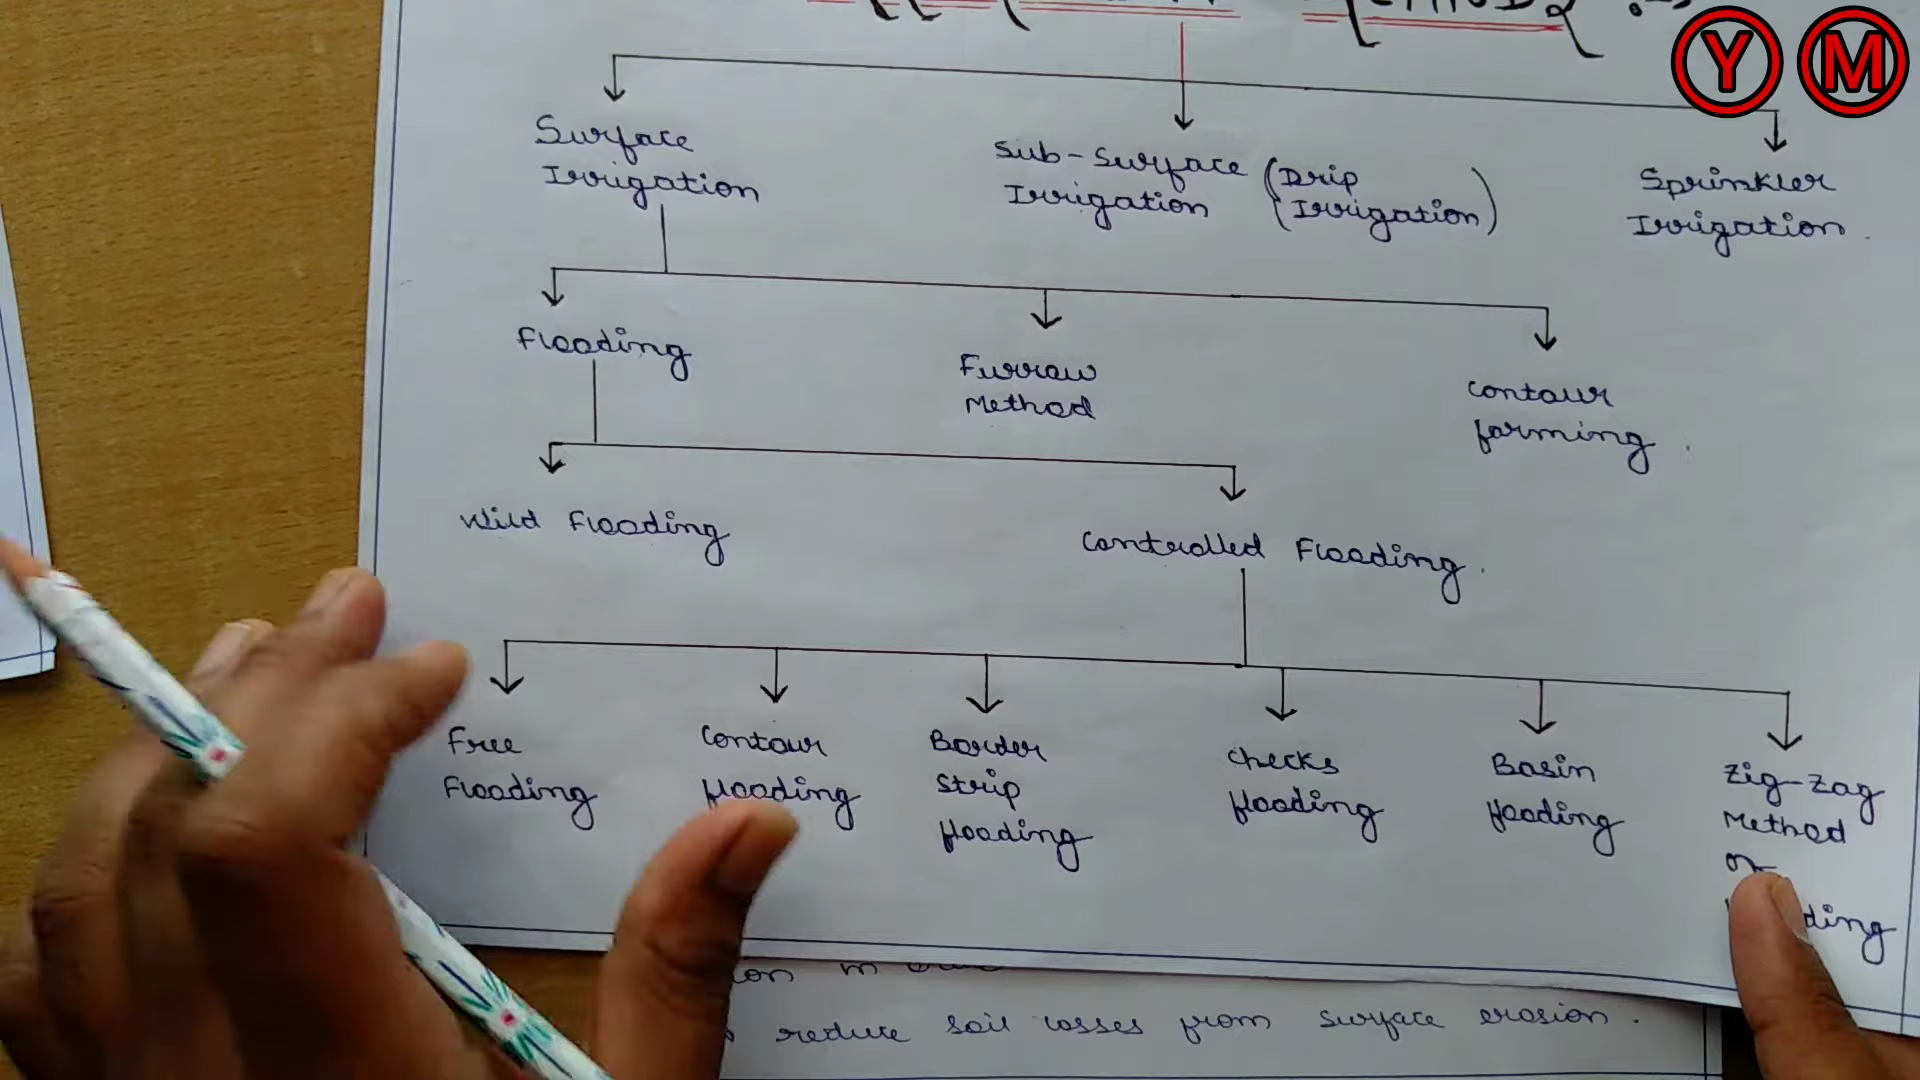 Y M
Surface
Irrigation
Sub-Surface
Irrigation
(Drip
Irrigation)
Sprinkler
Irrigation.
Flooding
Furrow
Method
Contour
farming.
Wild Flooding
Controlled Flooding.
Free
Flooding
Contour
flooding
Border
Strip
flooding
Checks
flooding
Basin
flooding
Zig-Zag
Method
or
reduce soil losses from surface erosion.